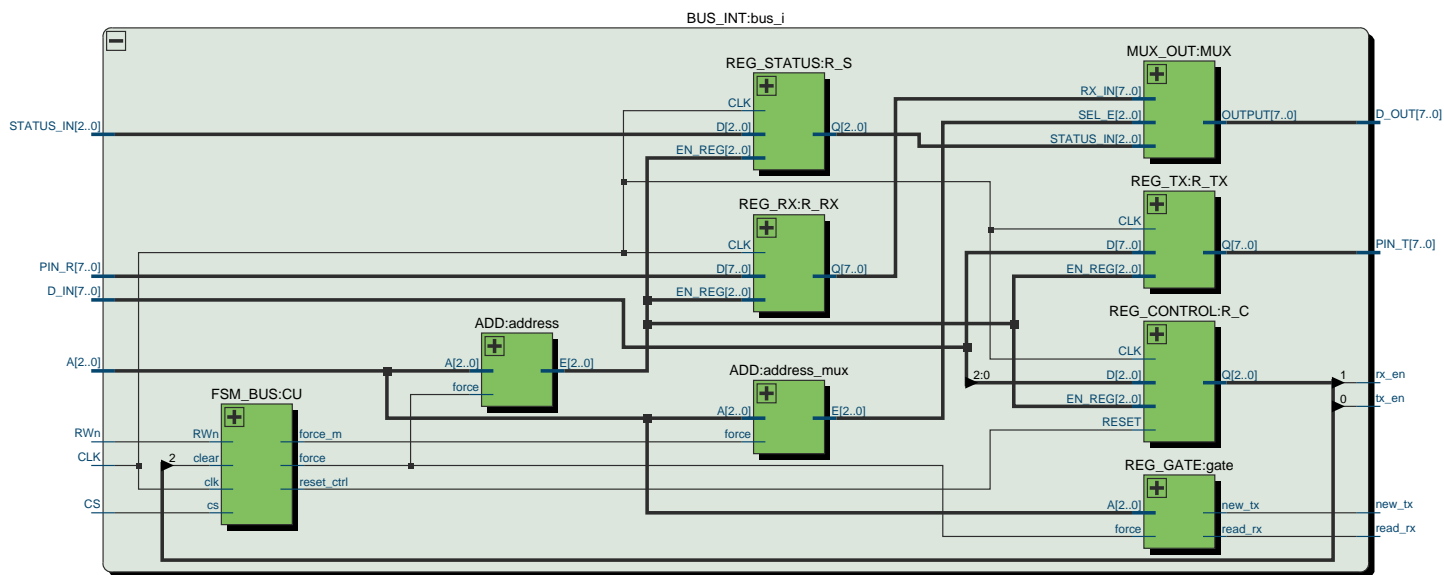 BUS_INT:bus_i
MUX_OUT:MUX
RX_IN[7..0]
SEL_E[2..0]
STATUS_IN[2..0]
OUTPUT[7..0]
D_OUT[7..0]
REG_STATUS:R_S
CLK
D[2..0]
EN_REG[2..0]
Q[2..0]
STATUS_IN[2..0]
REG_TX:R_TX
CLK
D[7..0]
EN_REG[2..0]
Q[7..0]
PIN_T[7..0]
REG_RX:R_RX
CLK
D[7..0]
EN_REG[2..0]
Q[7..0]
PIN_R[7..0]
D_IN[7..0]
REG_CONTROL:R_C
CLK
2:0
D[2..0]
EN_REG[2..0]
RESET
Q[2..0]
1
rx_en
0
tx_en
ADD:address
A[2..0]
force
E[2..0]
A[2..0]
ADD:address_mux
A[2..0]
force
E[2..0]
FSM_BUS:CU
RWn
clear
clk
cs
force_m
force
reset_ctrl
RWn
CLK
2
CS
REG_GATE:gate
A[2..0]
force
new_tx
read_rx
new_tx
read_rx